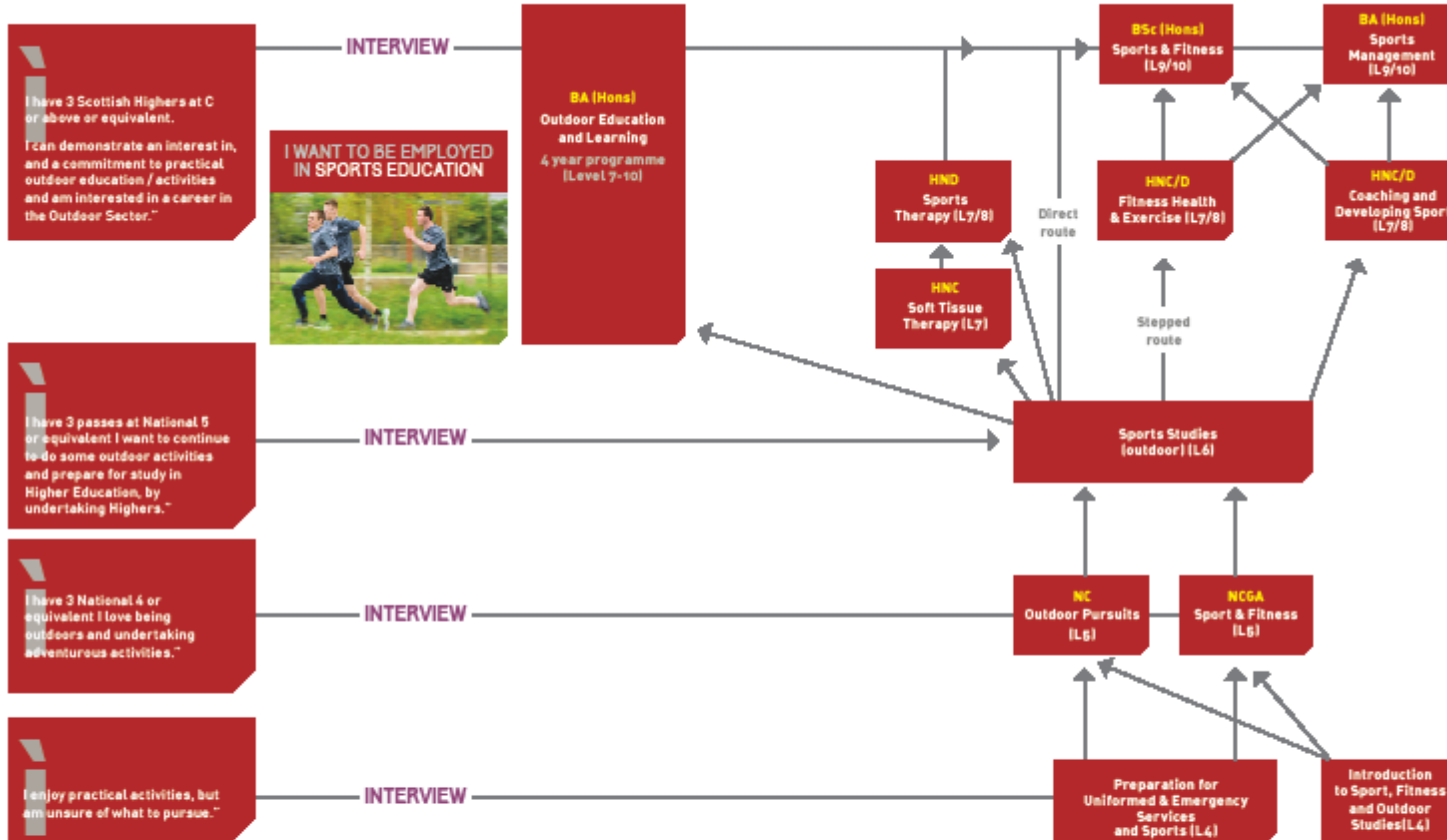 I have 3 Scottish Highers at C
or above or equivalent.
I can demonstrate an interest in,
and a commitment to practical
outdoor education / activities
and am interested in a career in
the Outdoor Sector.”
INTERVIEW
I WANT TO BE EMPLOYED
IN SPORTS EDUCATION
BA (Hons)
Outdoor Education
and Learning
4 year programme
(Level 7-10)
BSc (Hons)
Sports & Fitness
(L9/10)
BA (Hons)
Sports
Management
(L9/10)
HND
Sports
Therapy (L7/8)
Direct
route
HNC/D
Fitness Health
& Exercise (L7/8)
HNC/D
Coaching and
Developing Sport
(L7/8)
HNC
Soft Tissue
Therapy (L7)
Stepped
route
I have 3 passes at National 5
or equivalent I want to continue
to do some outdoor activities
and prepare for study in
Higher Education, by
undertaking Highers.”
INTERVIEW
Sports Studies
(outdoor) (L6)
I have 3 National 4 or
equivalent I love being
outdoors and undertaking
adventurous activities.”
INTERVIEW
NC
Outdoor Pursuits
(L5)
NCGA
Sport & Fitness
(L5)
I enjoy practical activities, but
am unsure of what to pursue.”
INTERVIEW
Preparation for
Uniformed & Emergency
Services
and Sports (L4)
Introduction
to Sport, Fitness
and Outdoor
Studies(L4)